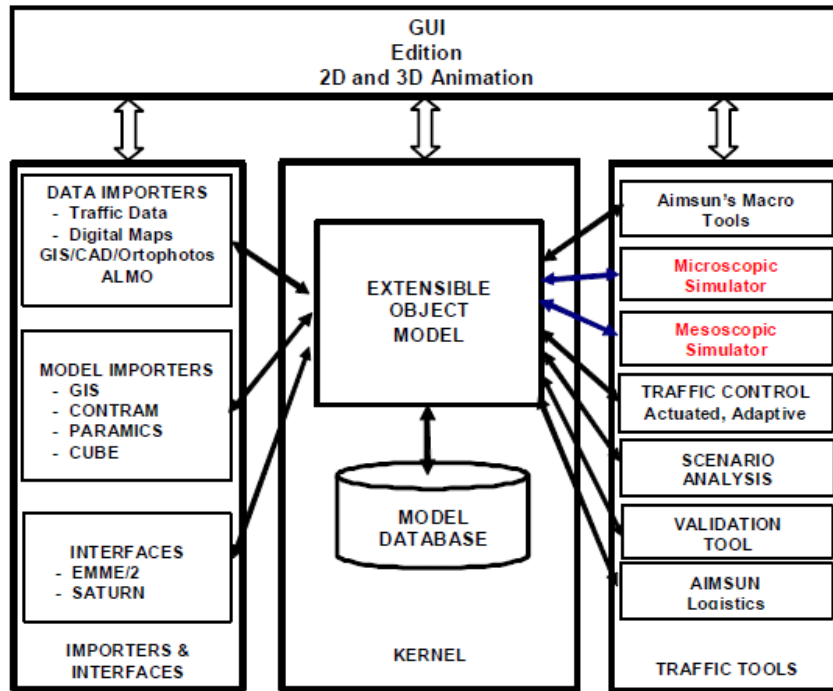 GUI
Edition
2D and 3D Animation
DATA IMPORTERS
- Traffic Data
- Digital Maps
GIS/CAD/Ortophotos
ALMO
MODEL IMPORTERS
- GIS
- CONTRAM
- PARAMICS
- CUBE
INTERFACES
- EMME/2
- SATURN
IMPORTERS &
INTERFACES
EXTENSIBLE
OBJECT
MODEL
MODEL
DATABASE
KERNEL
Aimsun's Macro
Tools
Microscopic
Simulator
Mesoscopic
Simulator
TRAFFIC CONTROL
Actuated, Adaptive
SCENARIO
ANALYSIS
VALIDATION
TOOL
AIMSUN
Logistics
TRAFFIC TOOLS